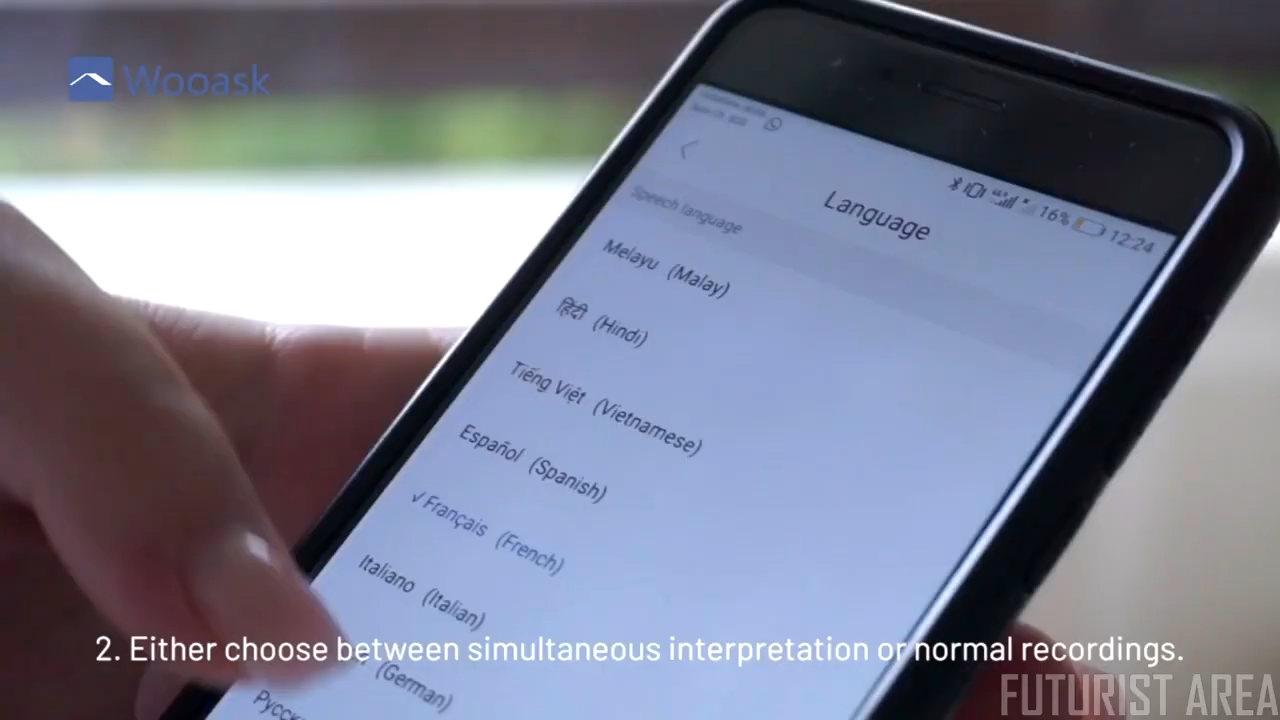 Wooask
16% 12:24
Language
Speech language
Melayu (Malay)
हिंदी (Hindi)
Tiếng Việt (Vietnamese)
Español (Spanish)
√ Français (French)
Italiano (Italian)
(German)
2. Either choose between simultaneous interpretation or normal recordings.
FUTURIST AREA